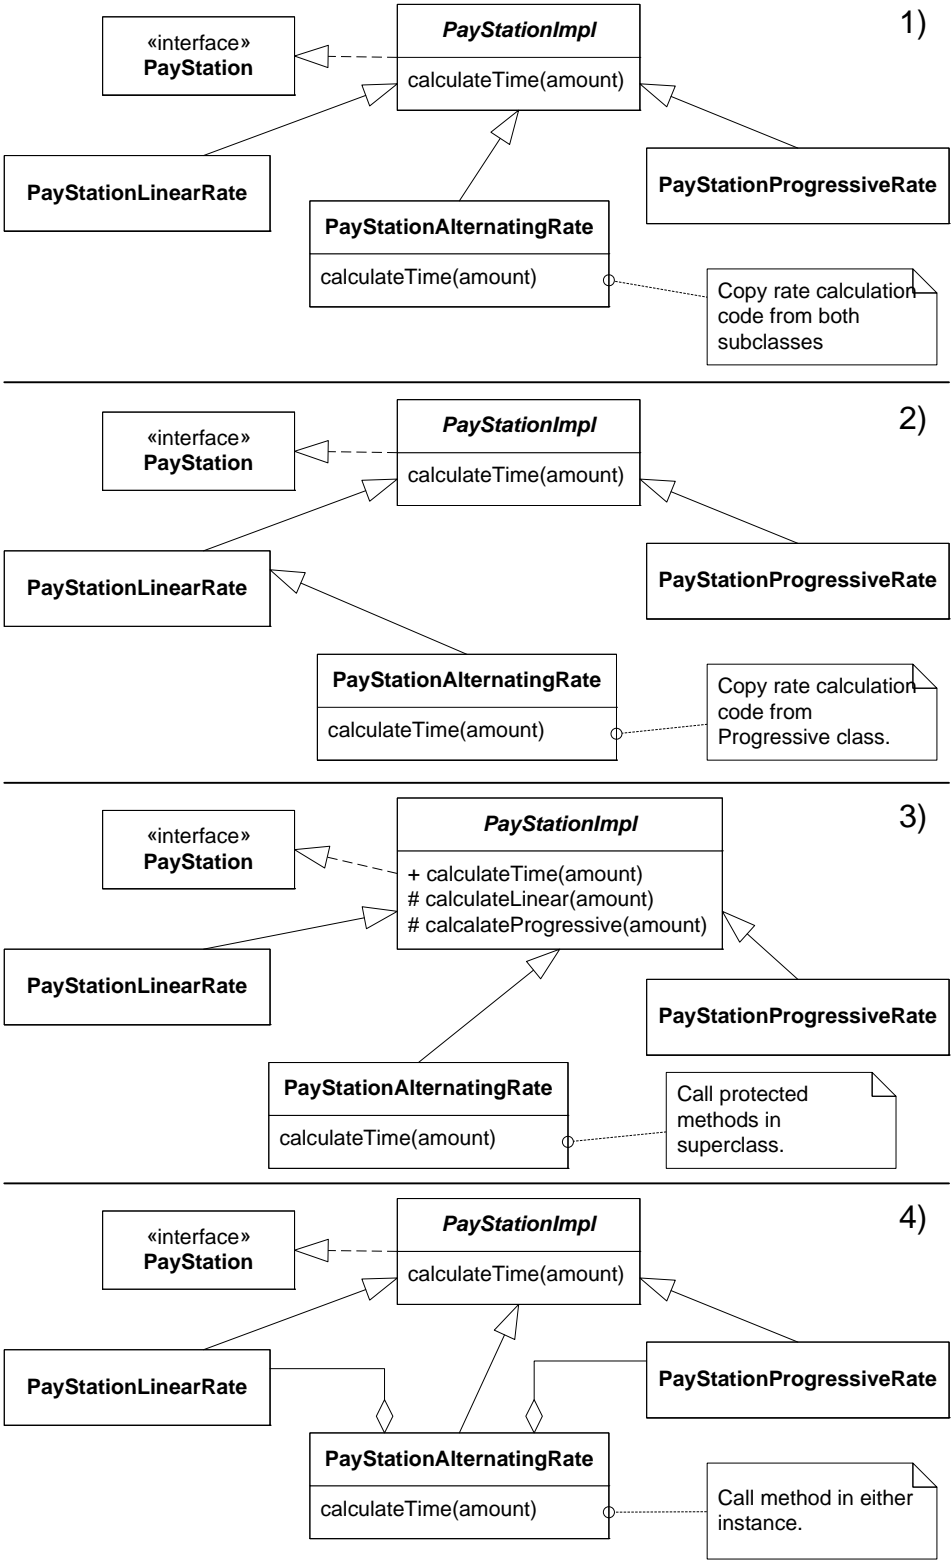 1)
«interface»
PayStation
PayStationImpl
calculateTime(amount)
PayStationLinearRate
PayStationAlternatingRate
calculateTime(amount)
PayStationProgressiveRate
Copy rate calculation
code from both
subclasses
2)
«interface»
PayStation
PayStationImpl
calculateTime(amount)
PayStationLinearRate
PayStationProgressiveRate
PayStationAlternatingRate
calculateTime(amount)
Copy rate calculation
code from
Progressive class.
3)
«interface»
PayStation
PayStationImpl
+ calculateTime(amount)
# calculateLinear(amount)
# calcalateProgressive(amount)
PayStationLinearRate
PayStationProgressiveRate
PayStationAlternatingRate
calculateTime(amount)
Call protected
methods in
superclass.
4)
«interface»
PayStation
PayStationImpl
calculateTime(amount)
PayStationLinearRate
PayStationProgressiveRate
PayStationAlternatingRate
calculateTime(amount)
Call method in either
instance.